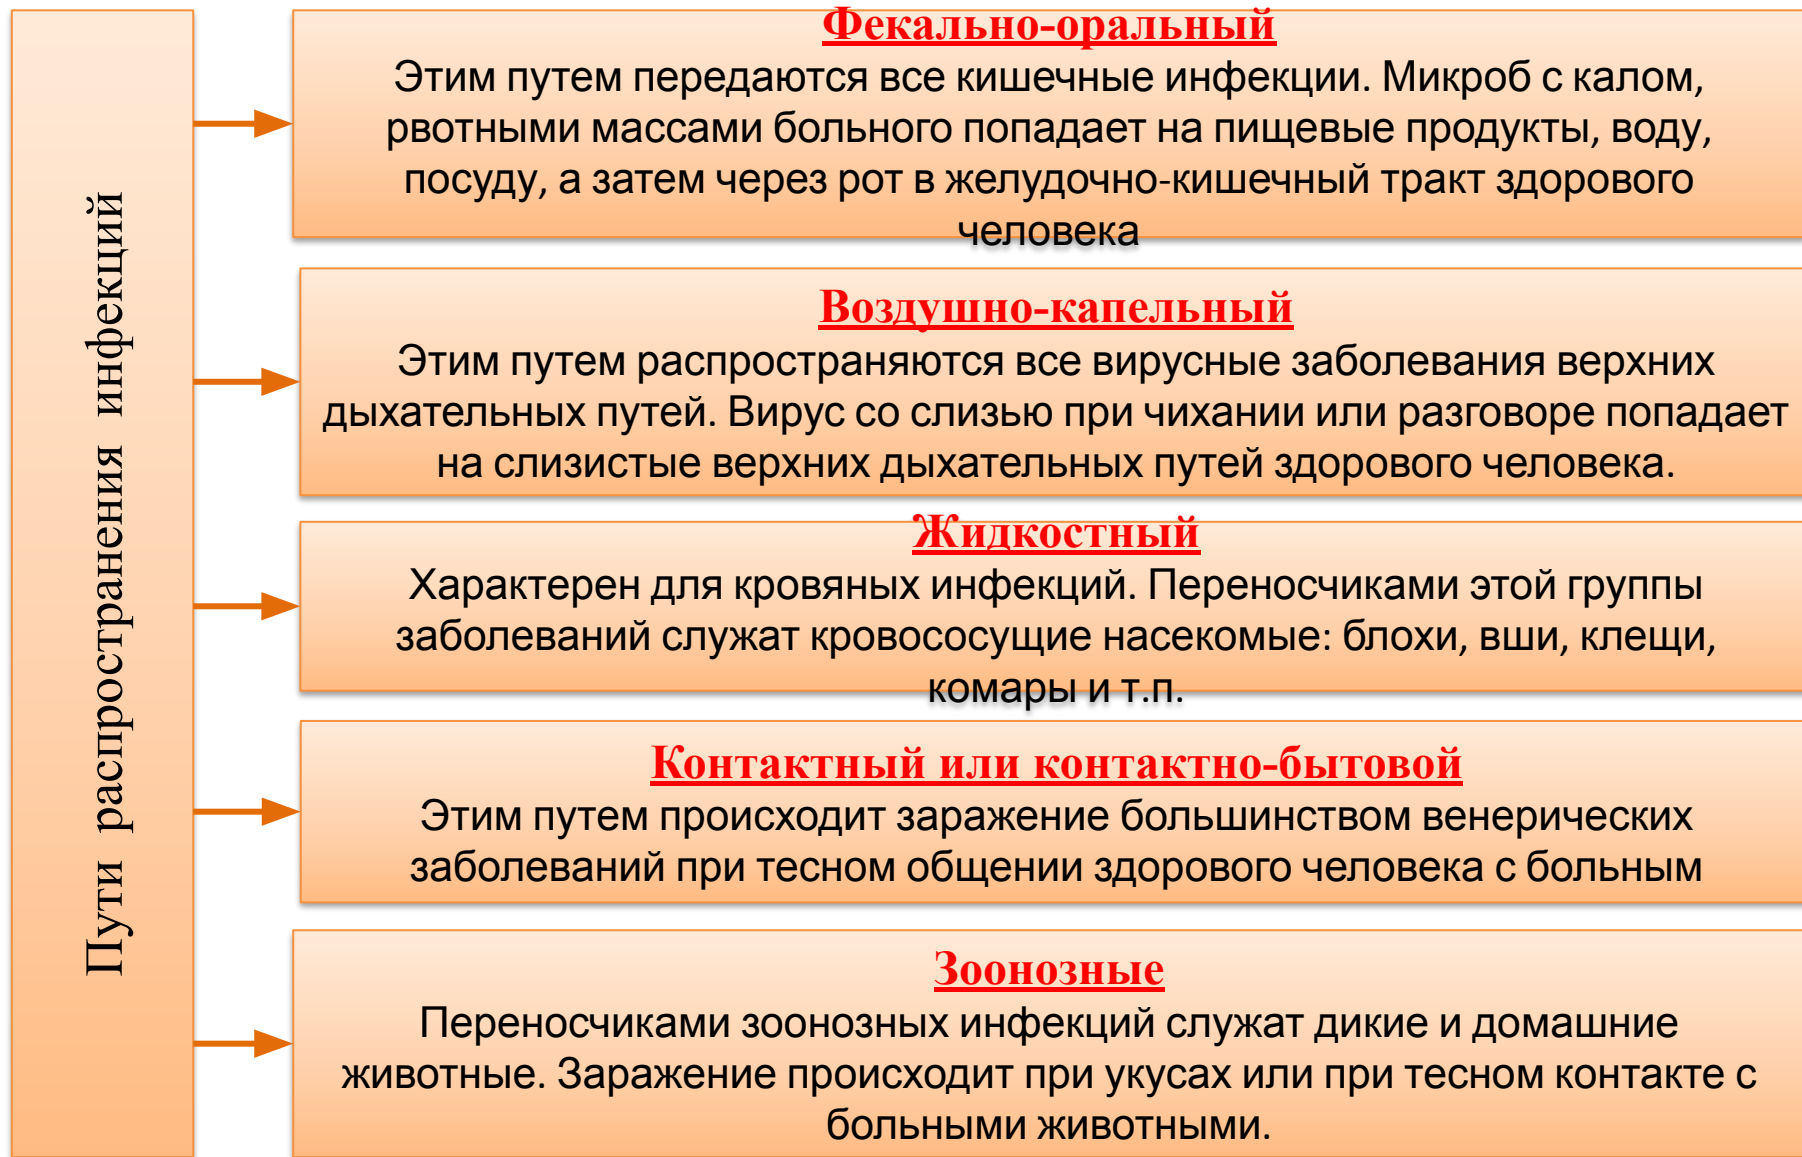 Пути распространения инфекций
Фекально-оральный
Этим путем передаются все кишечные инфекции. Микроб с калом,
рвотными массами больного попадает на пищевые продукты, воду,
посуду, а затем через рот в желудочно-кишечный тракт здорового
человека
Воздушно-капельный
Этим путем распространяются все вирусные заболевания верхних
дыхательных путей. Вирус со слизью при чихании или разговоре попадает
на слизистые верхних дыхательных путей здорового человека.
Жидкостный
Характерен для кровяных инфекций. Переносчиками этой группы
заболеваний служат кровососущие насекомые: блохи, вши, клещи,
комары и т.п.
Контактный или контактно-бытовой
Этим путем происходит заражение большинством венерических
заболеваний при тесном общении здорового человека с больным
Зоонозные
Переносчиками зоонозных инфекций служат дикие и домашние
животные. Заражение происходит при укусах или при тесном контакте с
больными животными.